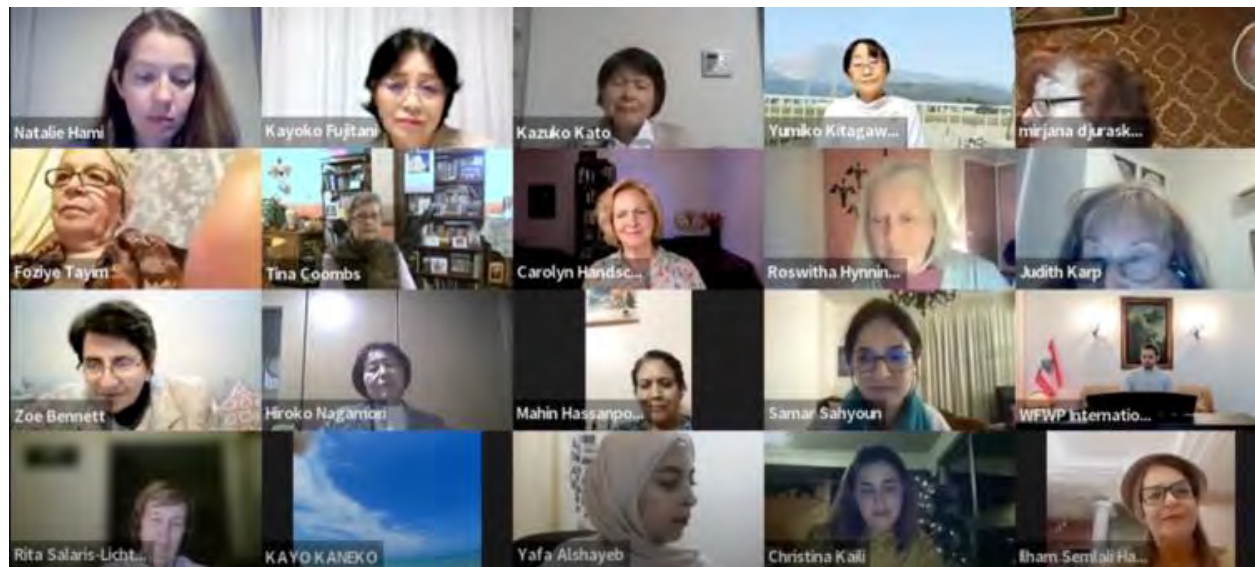 Natalie Hami
Kayoko Fujitani
Kazuko Kato
Yumiko Kitagaw...
mirjana djurask...
Foziye Tayim
Tina Coombs
Carolyn Handsc...
Roswitha Hynnin...
Judith Karp
Zoe Bennett
Hiroko Nagamori
Mahin Hassanpo...
Samar Sahyoun
WFWP Internatio...
Rita Salaris-Licht...
KAYO KANEKO
Yafa Alshayeb
Christina Kaili
Ilham Semlali Ha...